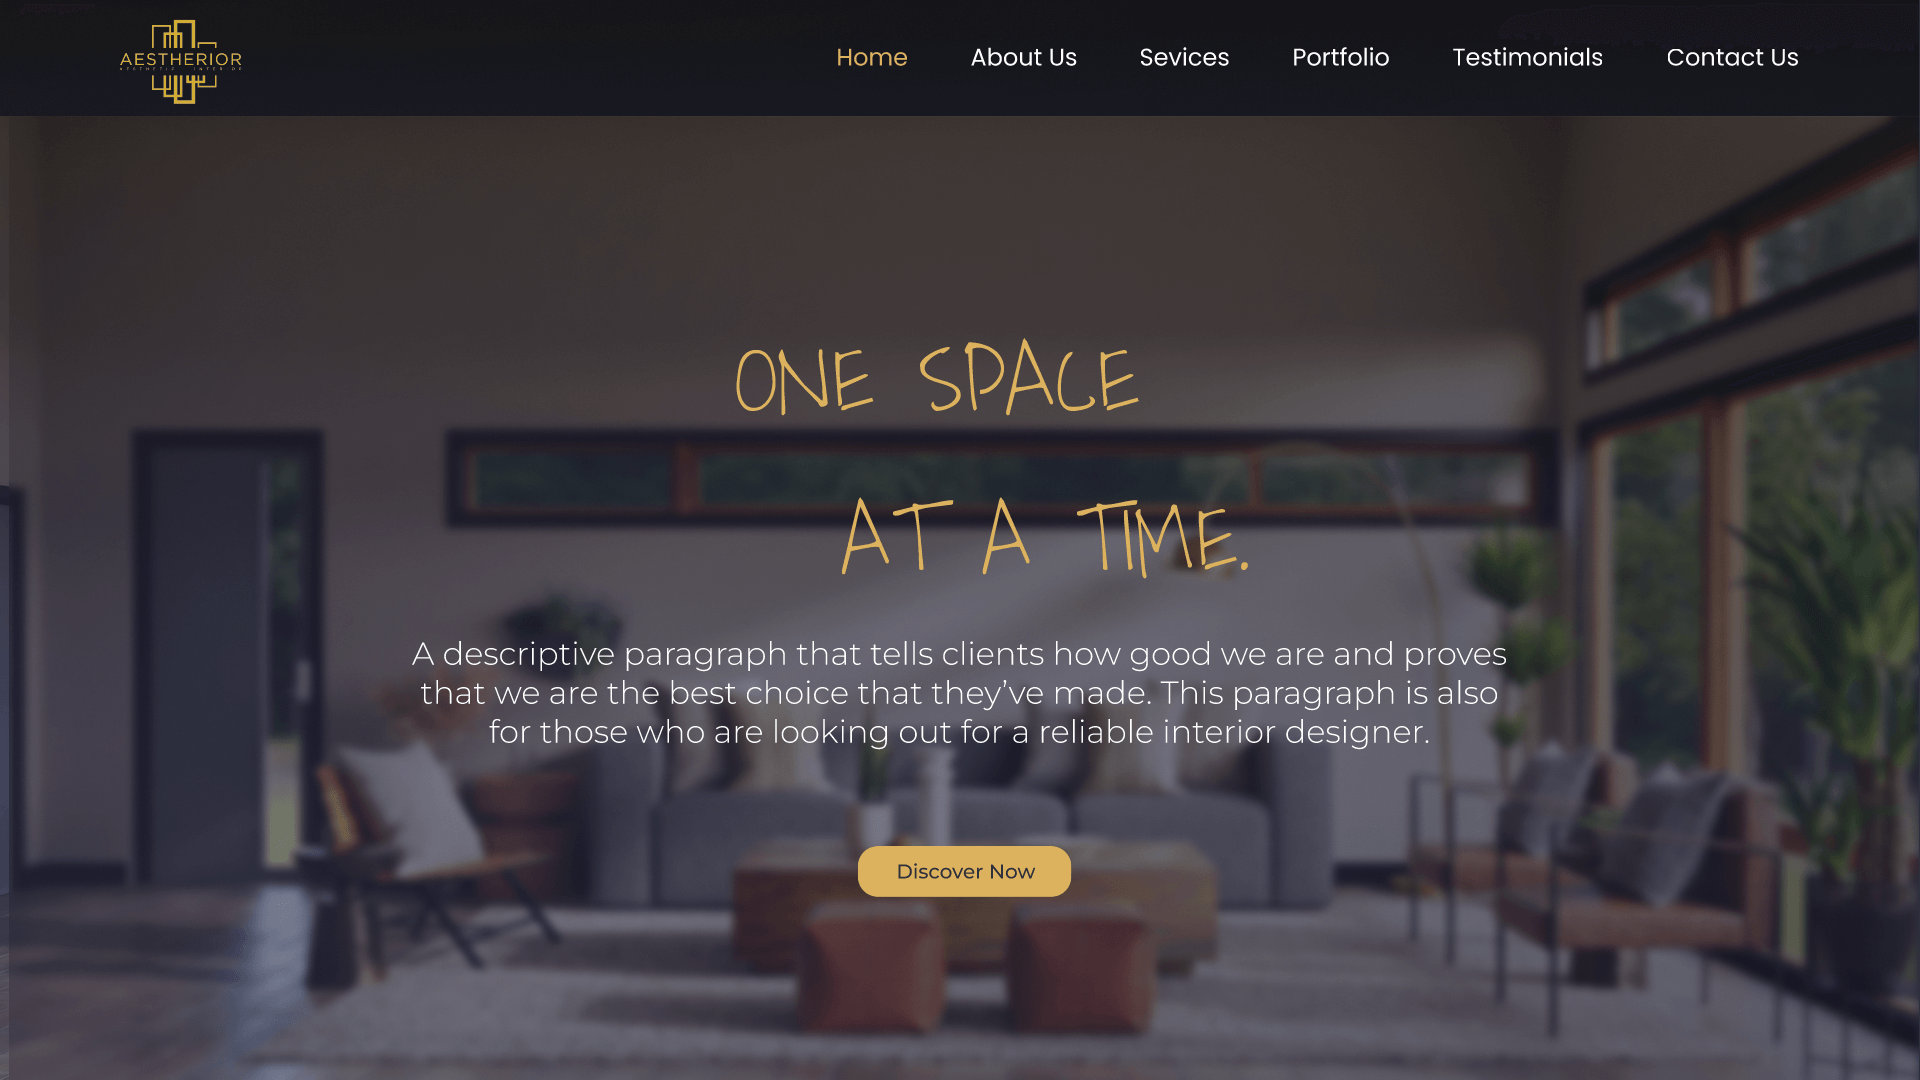 AESTHERIOR
Home About Us Sevices Portfolio Testimonials Contact Us
ONE SPACE
AT A TIME.
A descriptive paragraph that tells clients how good we are and proves
that we are the best choice that they’ve made. This paragraph is also
for those who are looking out for a reliable interior designer.
Discover Now